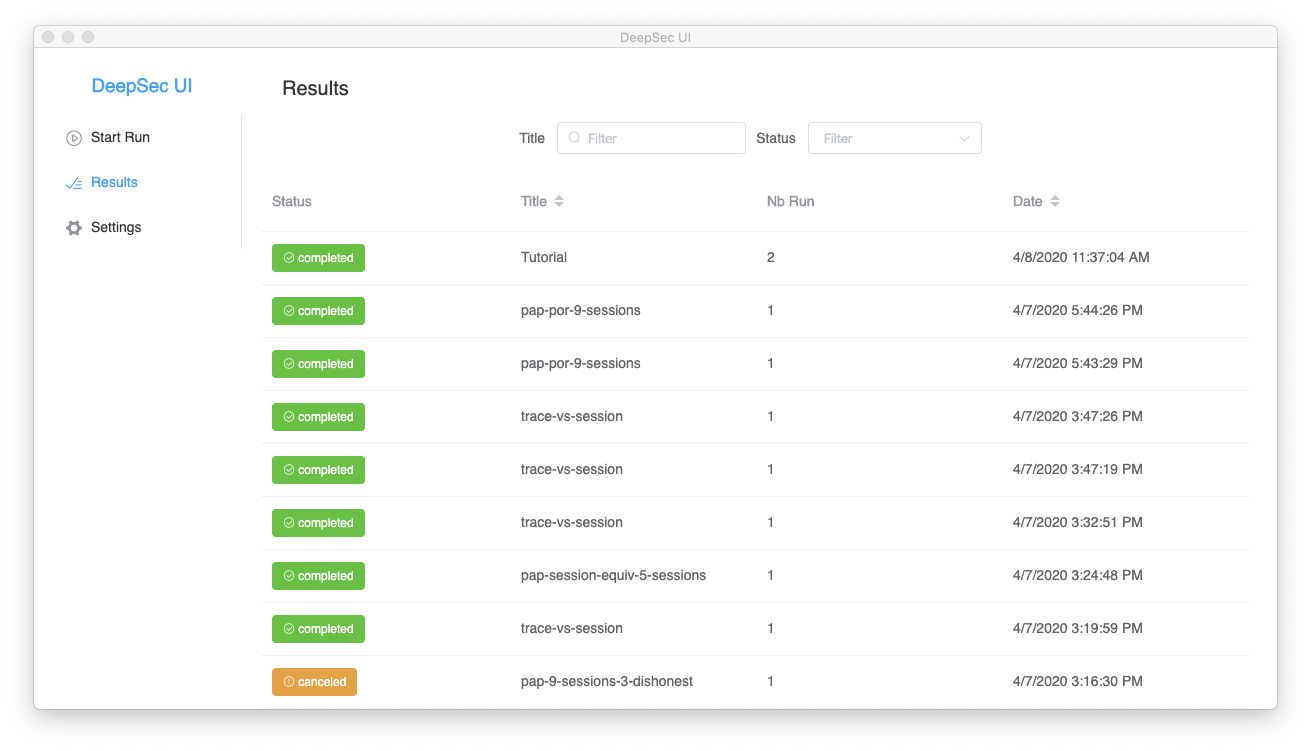 DeepSec UI
DeepSec UI
Start Run
Results
Settings
Results
Title Filter Status Filter
Status Title Nb Run Date
completed Tutorial 2 4/8/2020 11:37:04 AM
completed pap-por-9-sessions 1 4/7/2020 5:44:26 PM
completed pap-por-9-sessions 1 4/7/2020 5:43:29 PM
completed trace-vs-session 1 4/7/2020 3:47:26 PM
completed trace-vs-session 1 4/7/2020 3:47:19 PM
completed trace-vs-session 1 4/7/2020 3:32:51 PM
completed pap-session-equiv-5-sessions 1 4/7/2020 3:24:48 PM
completed trace-vs-session 1 4/7/2020 3:19:59 PM
canceled pap-9-sessions-3-dishonest 1 4/7/2020 3:16:30 PM